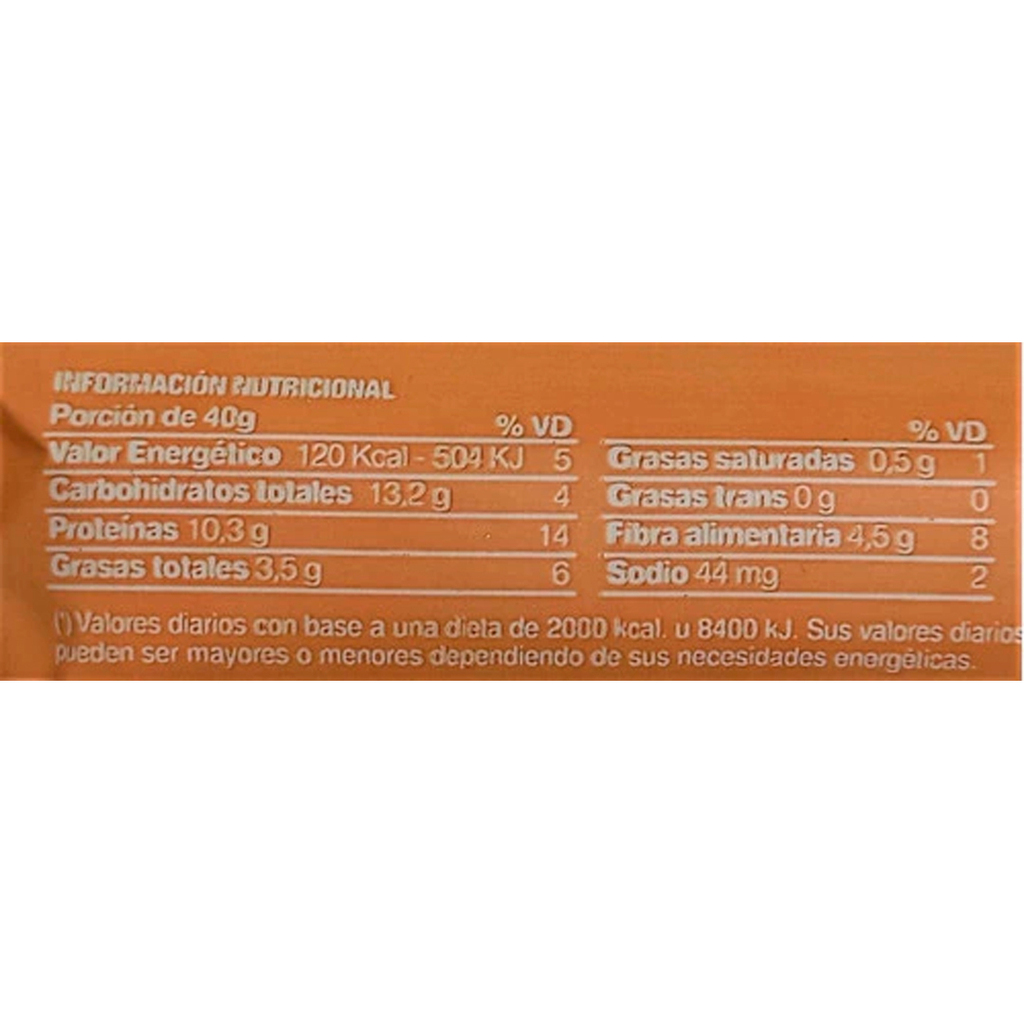 INFORMACIÓN NUTRICIONAL
Porción de 40g % VD
Valor Energético 120 Kcal - 504 KJ 5
Carbohidratos totales 13,2 g 4
Proteínas 10,3 g 14
Grasas totales 3,5 g 6
% VD
Grasas saturadas 0,5 g 1
Grasas trans 0 g 0
Fibra alimentaria 4,5 g 8
Sodio 44 mg 2
(*) Valores diarios con base a una dieta de 2000 kcal. u 8400 kJ. Sus valores diarios
pueden ser mayores o menores dependiendo de sus necesidades energéticas.